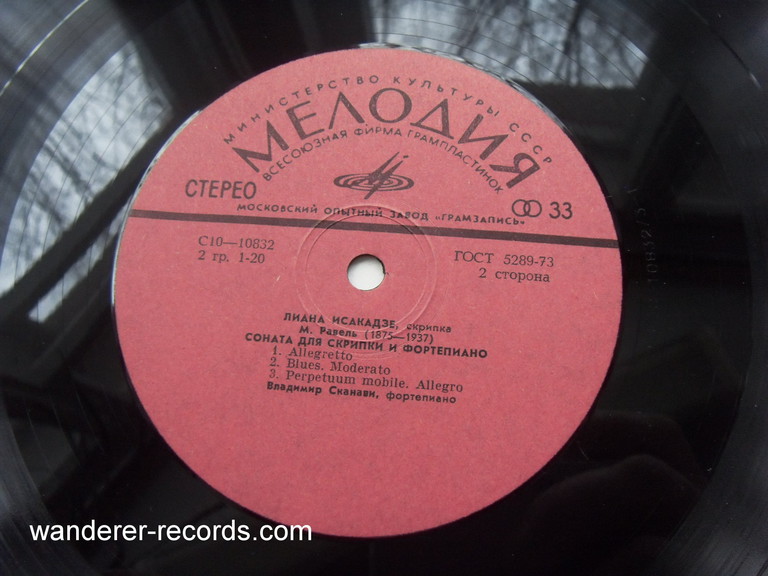 МИНИСТЕРСТВО КУЛЬТУРЫ СССР
МЕЛОДИЯ
ВСЕСОЮЗНАЯ ФИРМА ГРАМПЛАСТИНОК
СТЕРЕО
33
МОСКОВСКИЙ ОПЫТНЫЙ ЗАВОД «ГРАМЗАПИСЬ»
С10—10832
ГОСТ 5289-73
2 гр. 1-20
2 сторона
ЛИАНА ИСАКАДЗЕ, скрипка
М. Равель (1875—1937)
СОНАТА ДЛЯ СКРИПКИ И ФОРТЕПИАНО
1. Allegretto
2. Blues. Moderato
3. Perpetuum mobile. Allegro
Владимир Сканави, фортепиано
wanderer-records.com